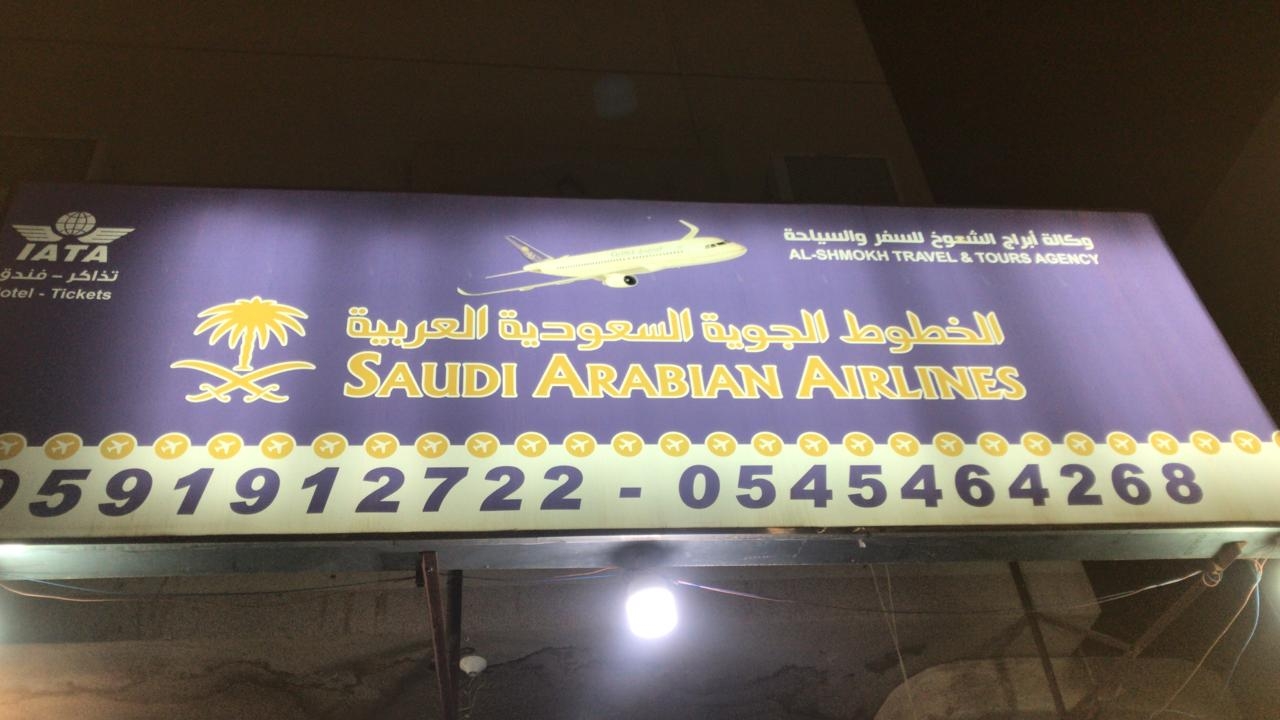 IATA
تذاكر - فندق
otel - Tickets
وكالة أبراج الشموخ للسفر والسياحة
AL-SHMOKH TRAVEL & TOURS AGENCY
الخطوط الجوية السعودية العربية
SAUDI ARABIAN AIRLINES
0591912722 - 0545464268